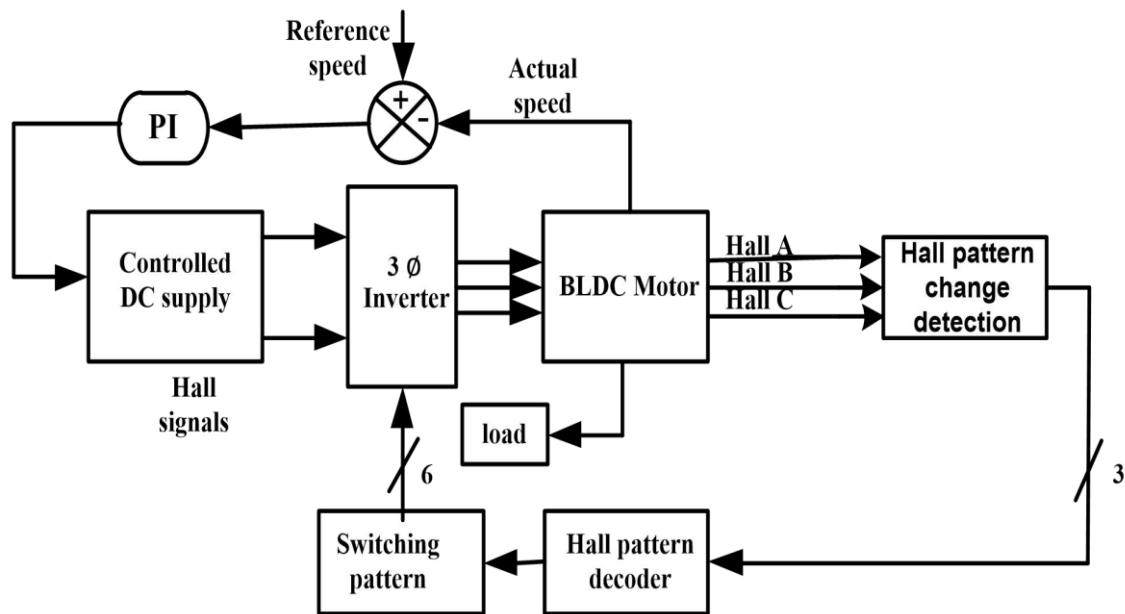 Reference
speed
Actual
speed
+
-
PI
Controlled
DC supply
3 Ø
Inverter
BLDC Motor
Hall A
Hall B
Hall C
Hall pattern
change
detection
Hall
signals
load
6
3
Switching
pattern
Hall pattern
decoder